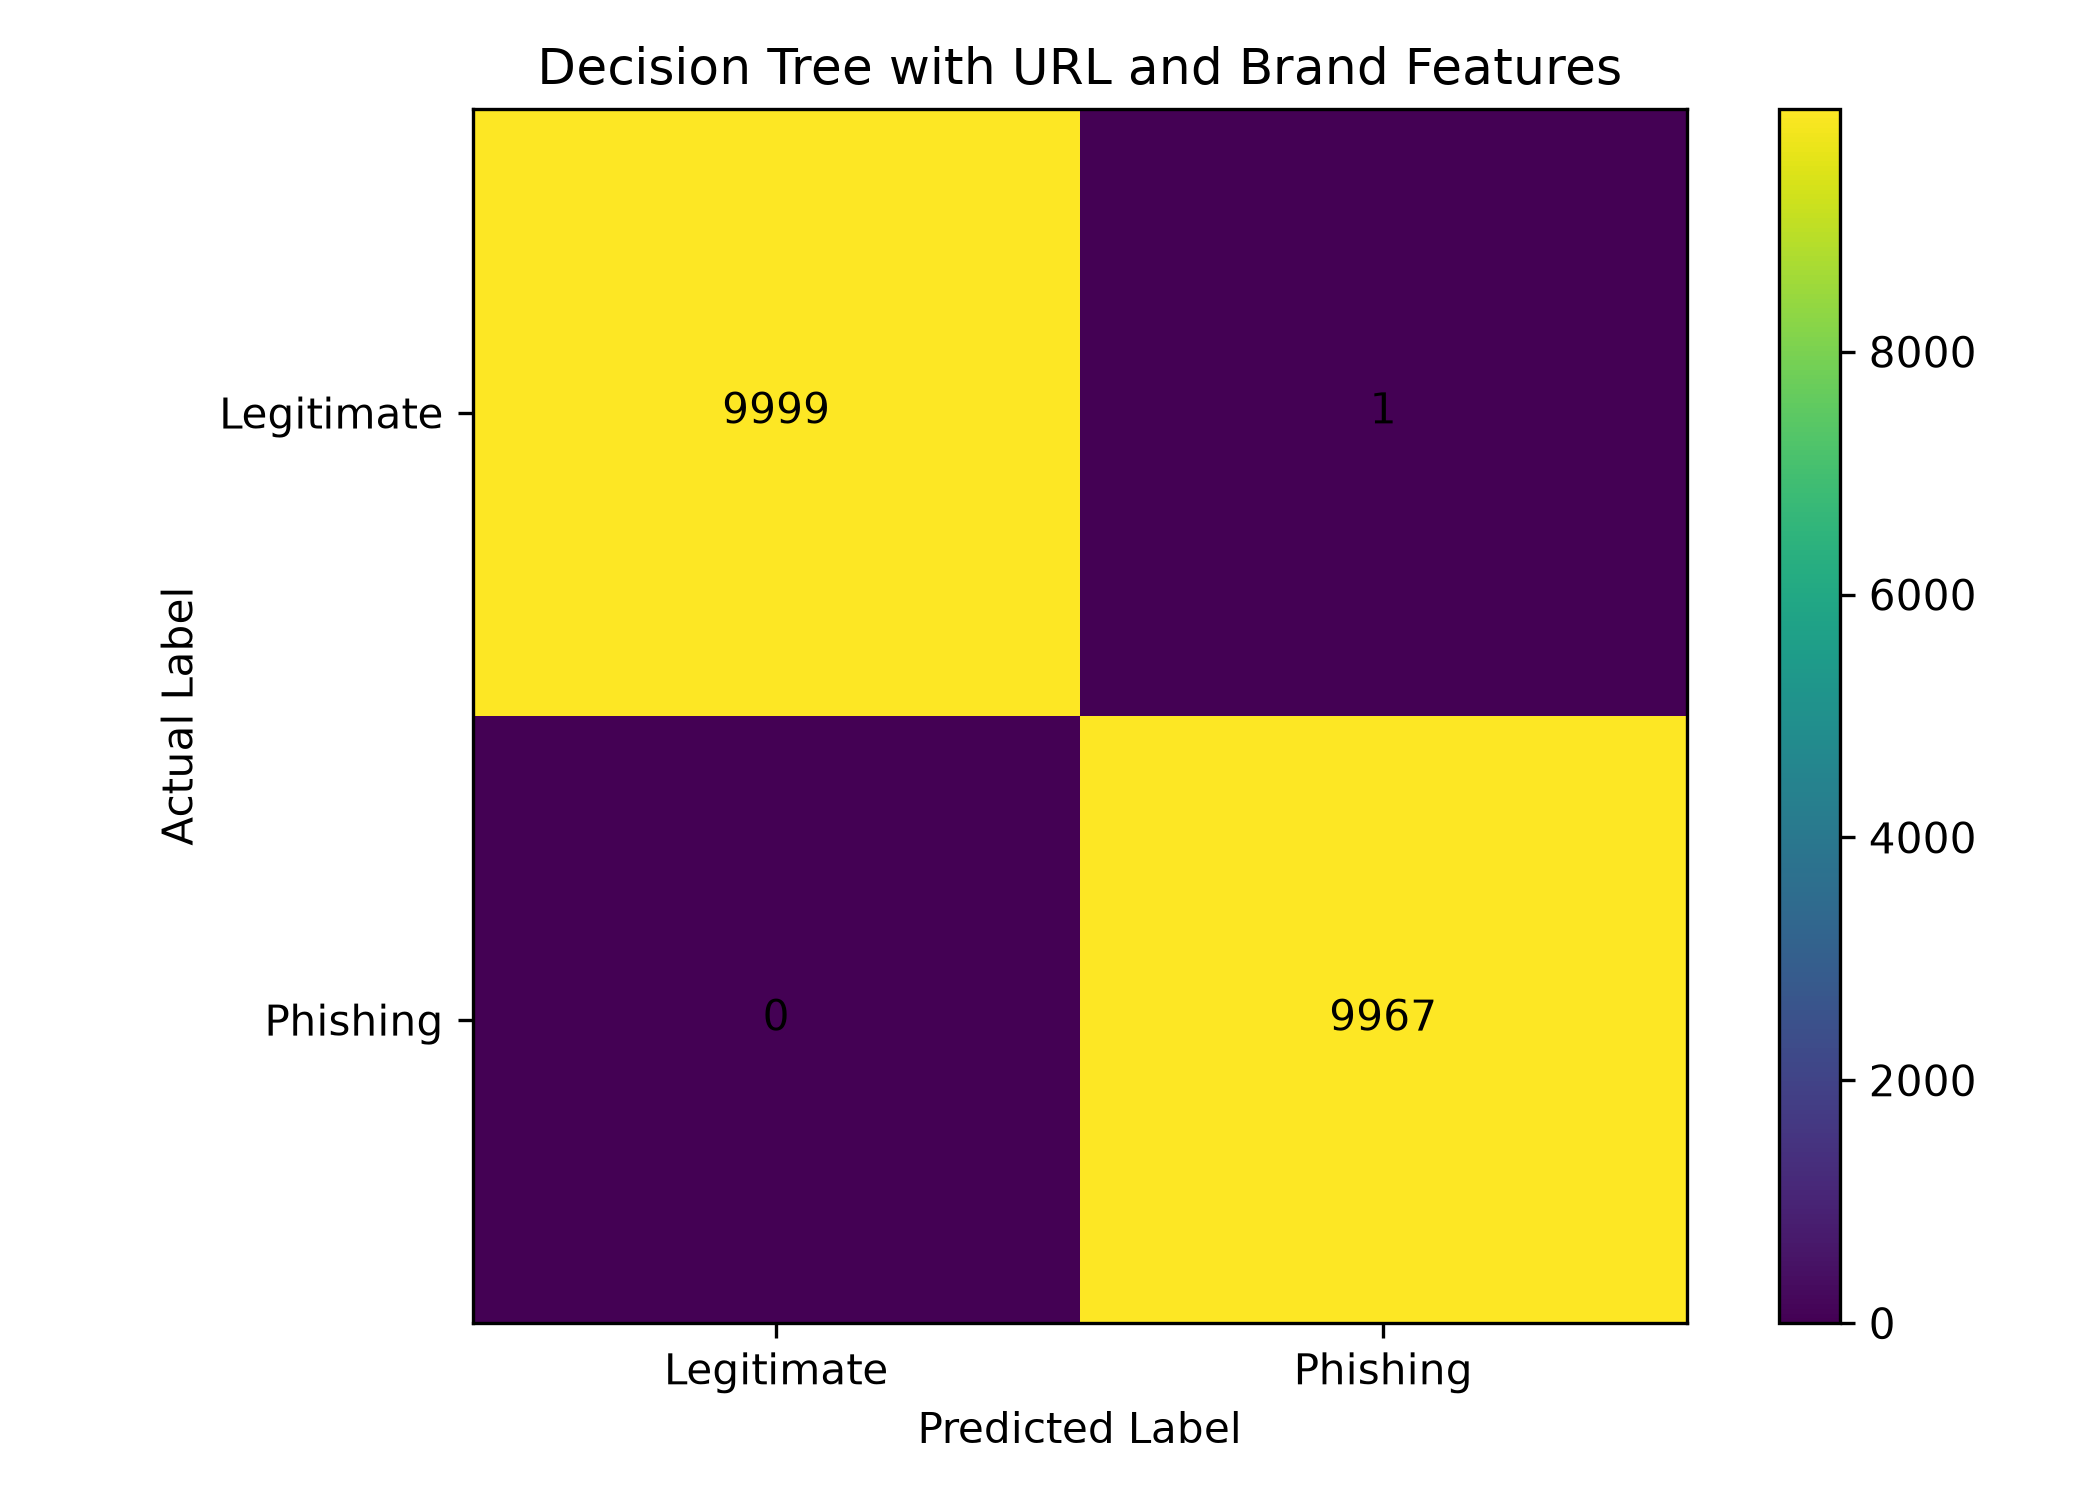 Decision Tree with URL and Brand Features
Actual Label
Legitimate
9999
1
Phishing
0
9967
Legitimate
Phishing
Predicted Label
8000
6000
4000
2000
0